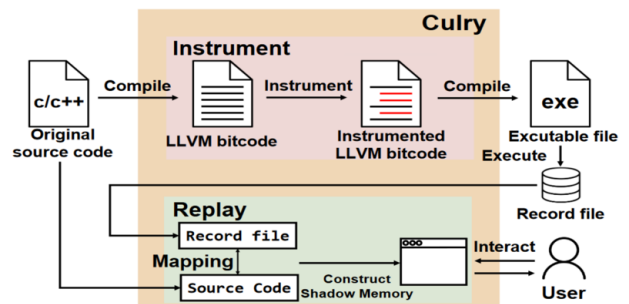 Culry
Instrument
c/c++
Compile
Instrument
Compile
exe
Original
source code
LLVM bitcode
Instrumented
LLVM bitcode
Excutable file
Execute
Record file
Replay
Record file
Mapping
Source Code
Construct
Shadow Memory
Interact
User